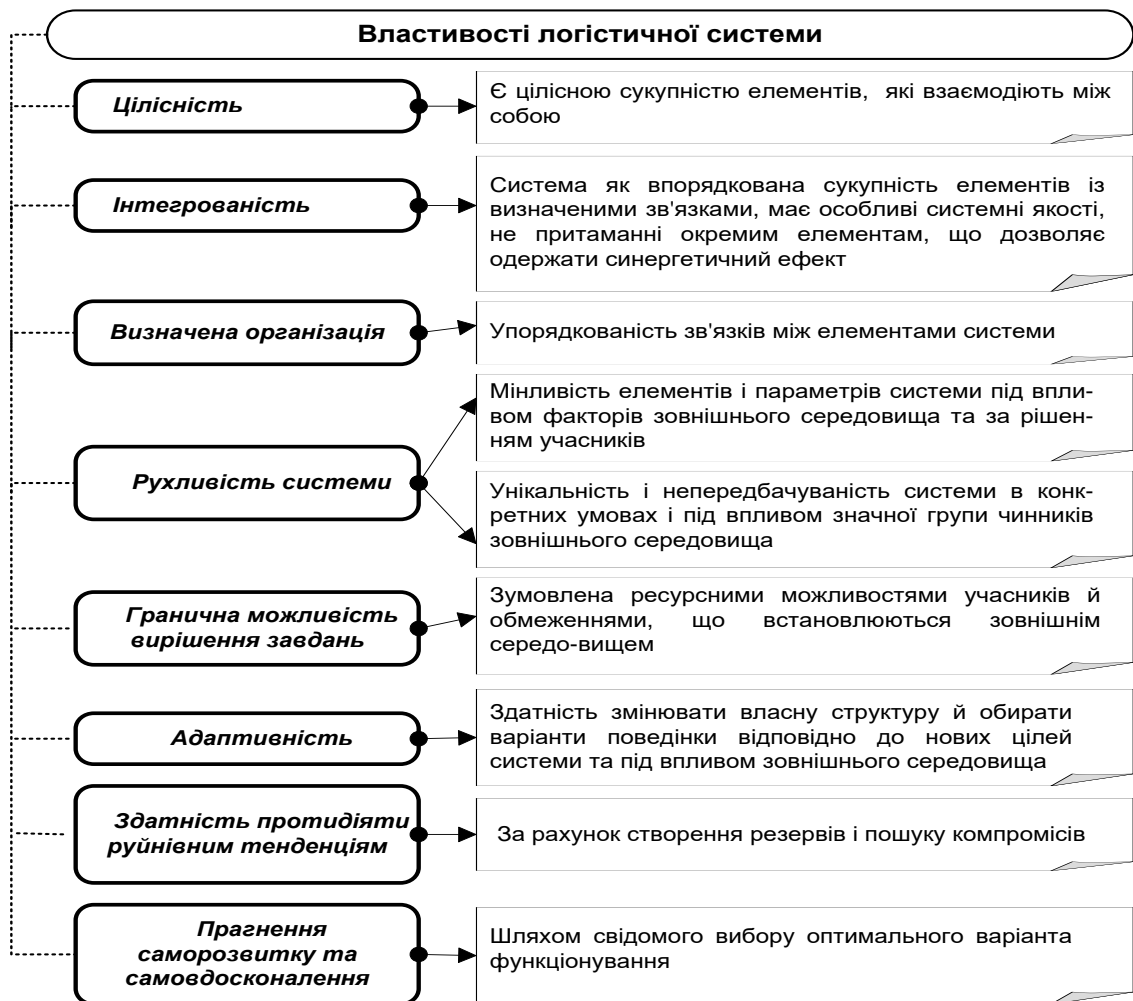 Властивості логістичної системи
Цілісність
Є цілісною сукупністю елементів, які взаємодіють між
собою
Інтегрованість
Система як впорядкована сукупність елементів із
визначеними зв'язками, має особливі системні якості,
не притаманні окремим елементам, що дозволяє
одержати синергетичний ефект
Визначена організація
Упорядкованість зв'язків між елементами системи
Рухливість системи
Мінливість елементів і параметрів системи під впли-
вом факторів зовнішнього середовища та за рішен-
ням учасників
Унікальність і непередбачуваність системи в конк-
ретних умовах і під впливом значної групи чинників
зовнішнього середовища
Гранична можливість
вирішення завдань
Зумовлена ресурсними можливостями учасників й
обмеженнями, що встановлюються зовнішнім
середо-вищем
Адаптивність
Здатність змінювати власну структуру й обирати
варіанти поведінки відповідно до нових цілей
системи та під впливом зовнішнього середовища
Здатність протидіяти
руйнівним тенденціям
За рахунок створення резервів і пошуку компромісів
Прагнення
саморозвитку та
самовдосконалення
Шляхом свідомого вибору оптимального варіанта
функціонування